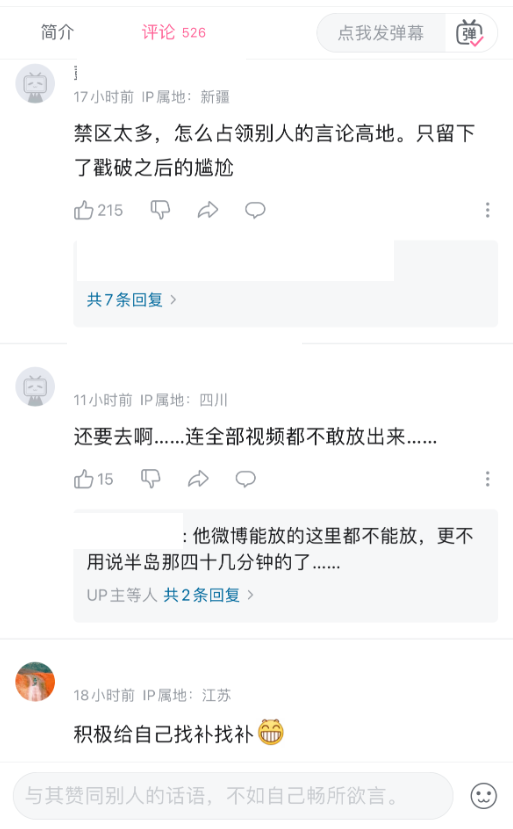 简介
评论 526
点我发弹幕
弹
17小时前 IP属地：新疆
禁区太多，怎么占领别人的言论高地。只留下
了戳破之后的尴尬
215
共7条回复
11小时前 IP属地：四川
还要去啊......连全部视频都不敢放出来......
15
: 他微博能放的这里都不能放，更不
用说半岛那四十几分钟的了......
UP主等人 共2条回复
18小时前 IP属地：江苏
积极给自己找补找补
与其赞同别人的话语，不如自己畅所欲言。